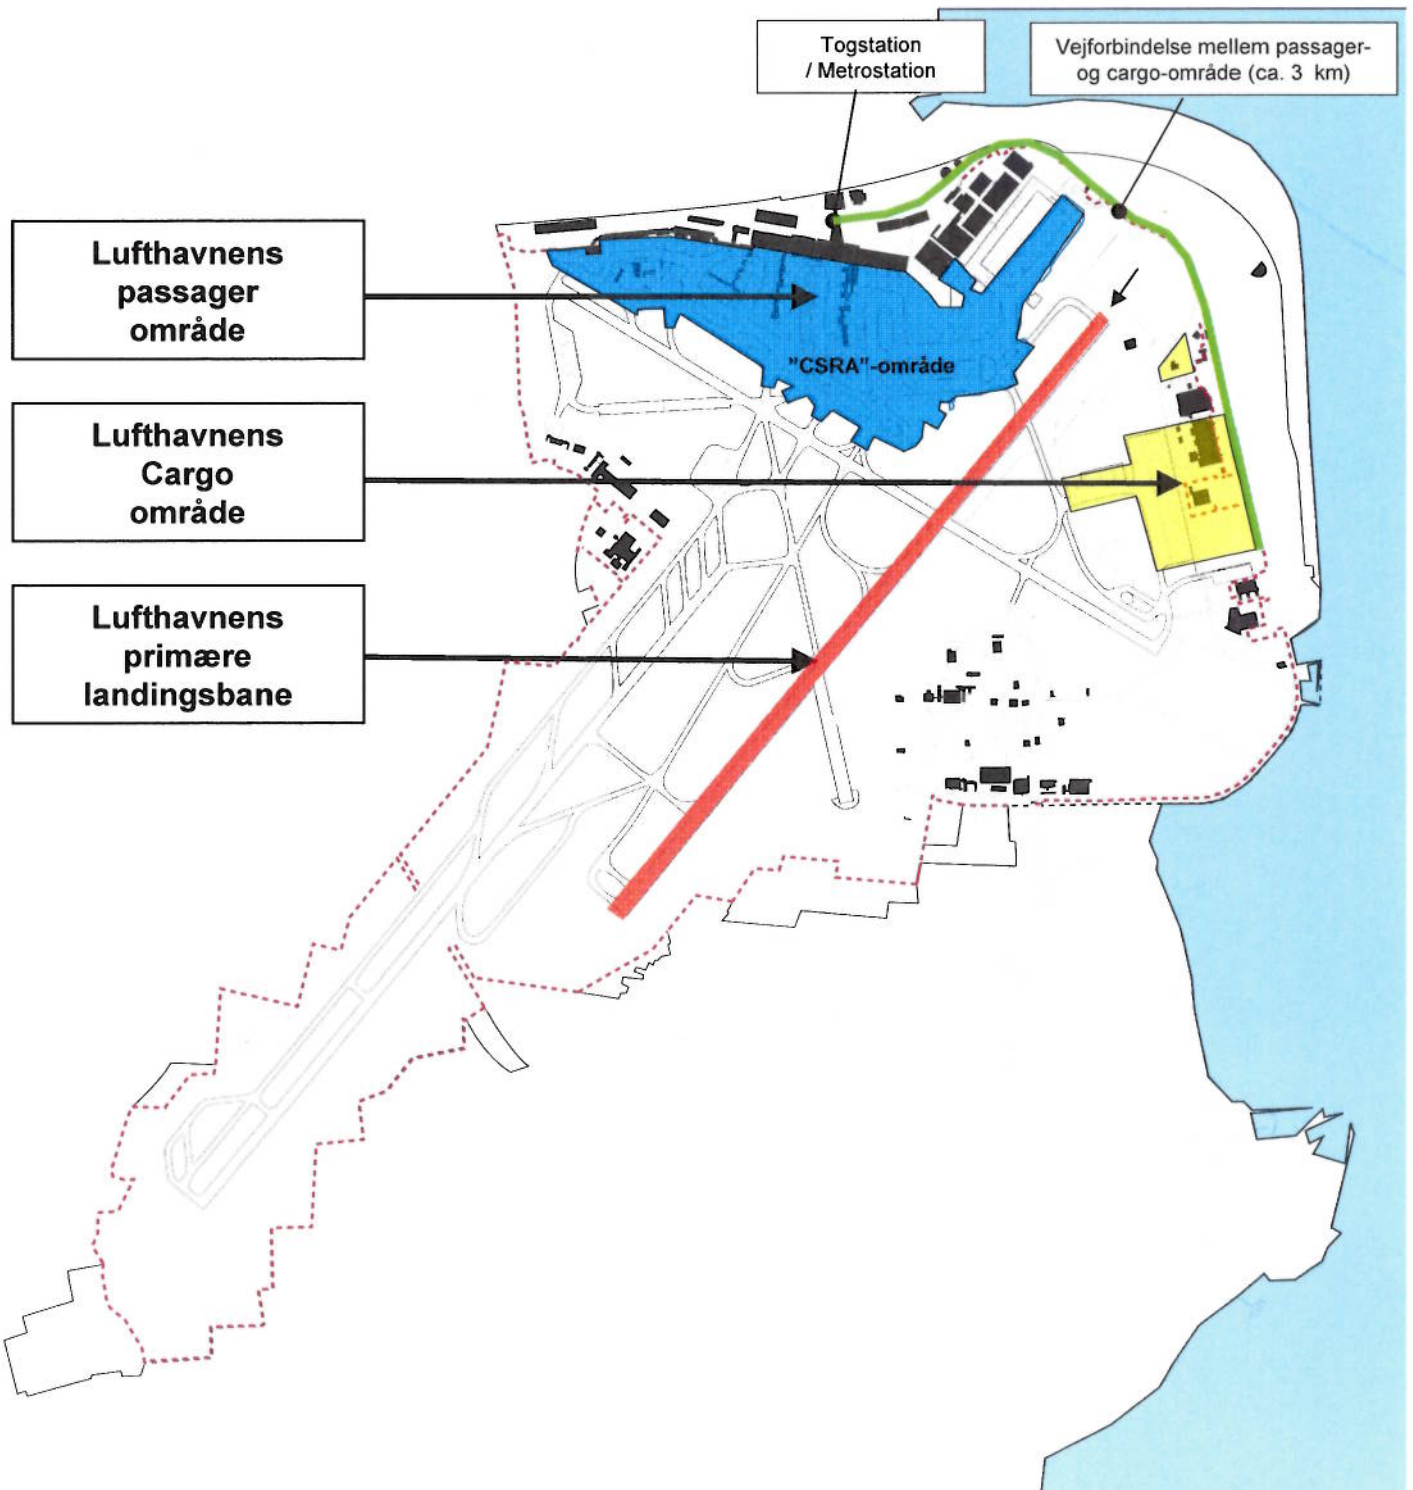 Togstation
/ Metrostation
Vejforbindelse mellem passager-
og cargo-område (ca. 3 km)
Lufthavnens
passager
område
"CSRA"-område
Lufthavnens
Cargo
område
Lufthavnens
primære
landingsbane